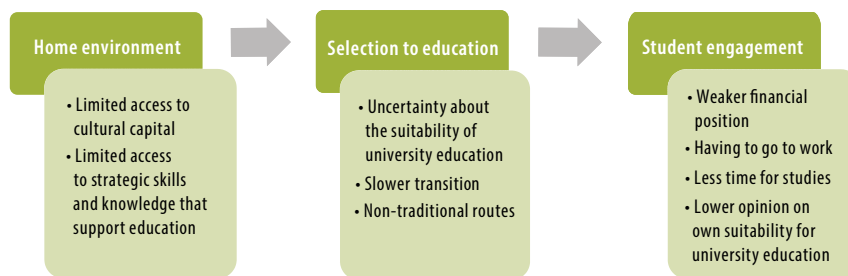 Home environment
• Limited access to
cultural capital
• Limited access
to strategic skills
and knowledge that
support education
Selection to education
• Uncertainty about
the suitability of
university education
• Slower transition
• Non-traditional routes
Student engagement
• Weaker financial
position
• Having to go to work
• Less time for studies
• Lower opinion on
own suitability for
university education